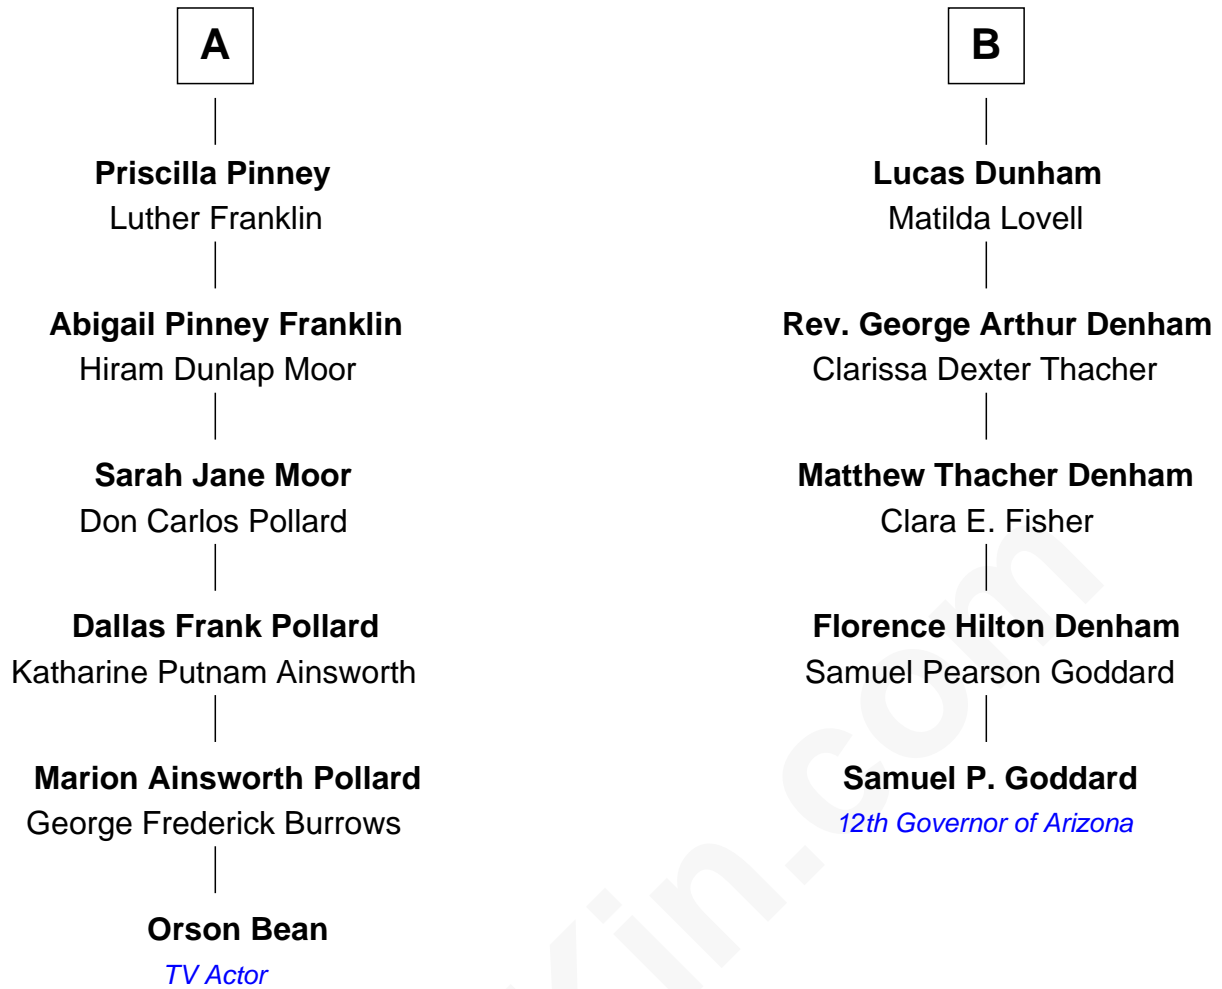 A
Priscilla Pinney
Luther Franklin
Abigail Pinney Franklin
Hiram Dunlap Moor
Sarah Jane Moor
Don Carlos Pollard
Dallas Frank Pollard
Katharine Putnam Ainsworth
Marion Ainsworth Pollard
George Frederick Burrows
Orson Bean
TV Actor
B
Lucas Dunham
Matilda Lovell
Rev. George Arthur Denham
Clarissa Dexter Thacher
Matthew Thacher Denham
Clara E. Fisher
Florence Hilton Denham
Samuel Pearson Goddard
Samuel P. Goddard
12th Governor of Arizona
Kin.com